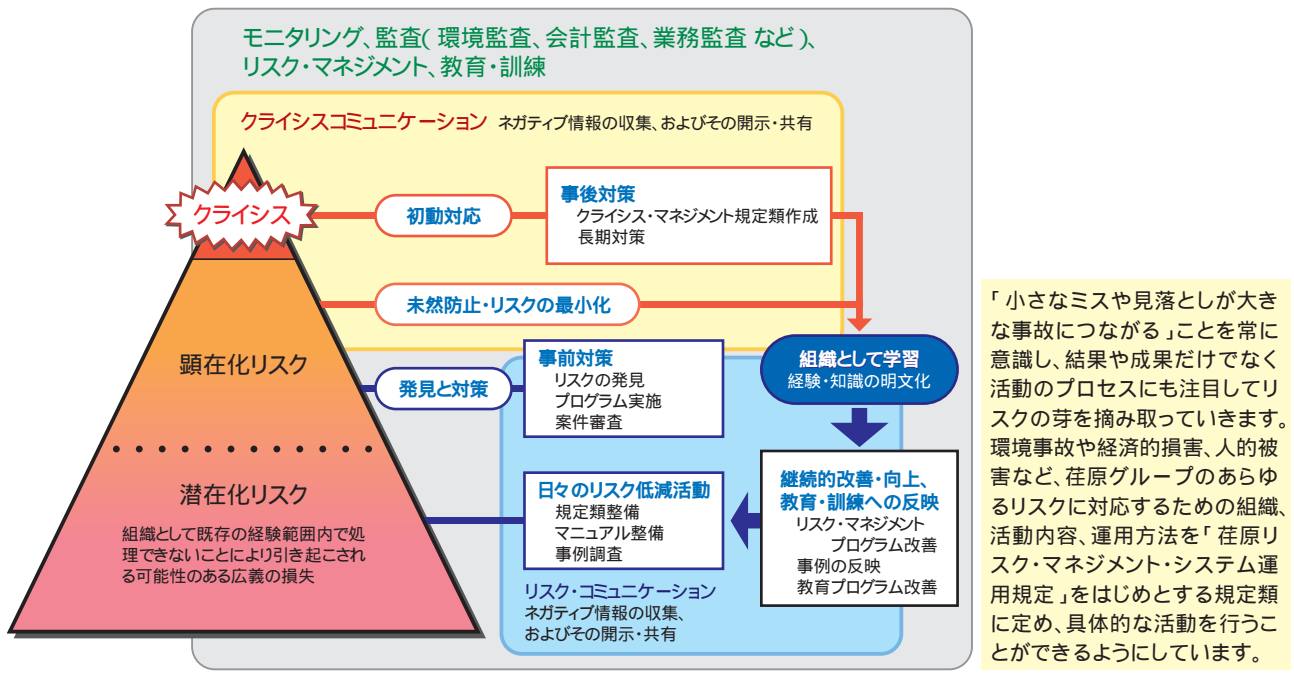 モニタリング、監査(環境監査、会計監査、業務監査など)、
リスク・マネジメント、教育・訓練
クライシスコミュニケーション ネガティブ情報の収集、およびその開示・共有
クライシス
初動対応
事後対策
クライシス・マネジメント規定類作成
長期対策
未然防止・リスクの最小化
顕在化リスク
発見と対策
事前対策
リスクの発見
プログラム実施
案件審査
組織として学習
経験・知識の明文化
潜在化リスク
組織として既存の経験範囲内で処
理できないことにより引き起こされ
る可能性のある広義の損失
日々のリスク低減活動
規定類整備
マニュアル整備
事例調査
継続的改善・向上、
教育・訓練への反映
リスク・マネジメント
プログラム改善
事例の反映
教育プログラム改善
リスク・コミュニケーション
ネガティブ情報の収集、
およびその開示・共有
「小さなミスや見落としが大き
な事故につながる」ことを常に
意識し、結果や成果だけでなく
活動のプロセスにも注目してリ
スクの芽を摘み取っていきます。
環境事故や経済的損害、人的被
害など、荏原グループのあらゆ
るリスクに対応するための組織、
活動内容、運用方法を「荏原リ
スク・マネジメント・システム運
用規定」をはじめとする規定類
に定め、具体的な活動を行うこ
とができるようにしています。